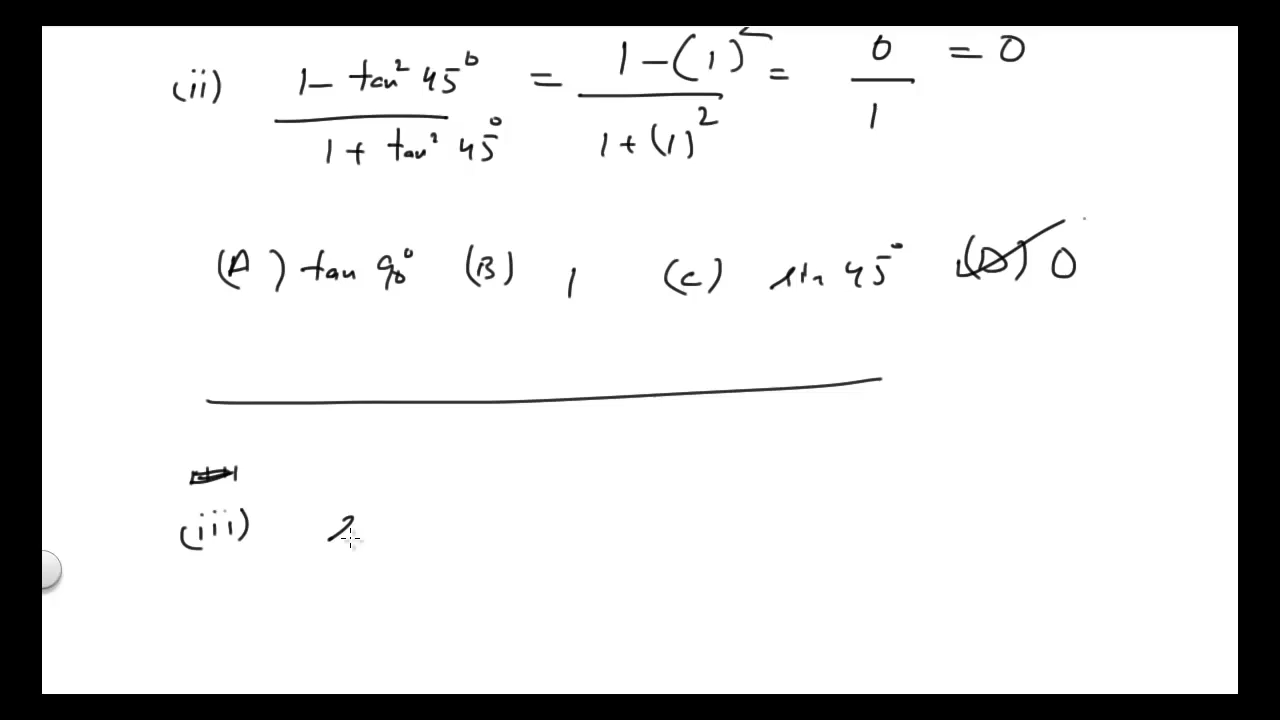 (ii) 1 - tan² 45° / 1 + tan² 45° = 1 - (1)² / 1 + (1)² = 0 / 1 = 0
(A) tan 90° (B) 1 (C) sin 45° (D) 0
(iii)